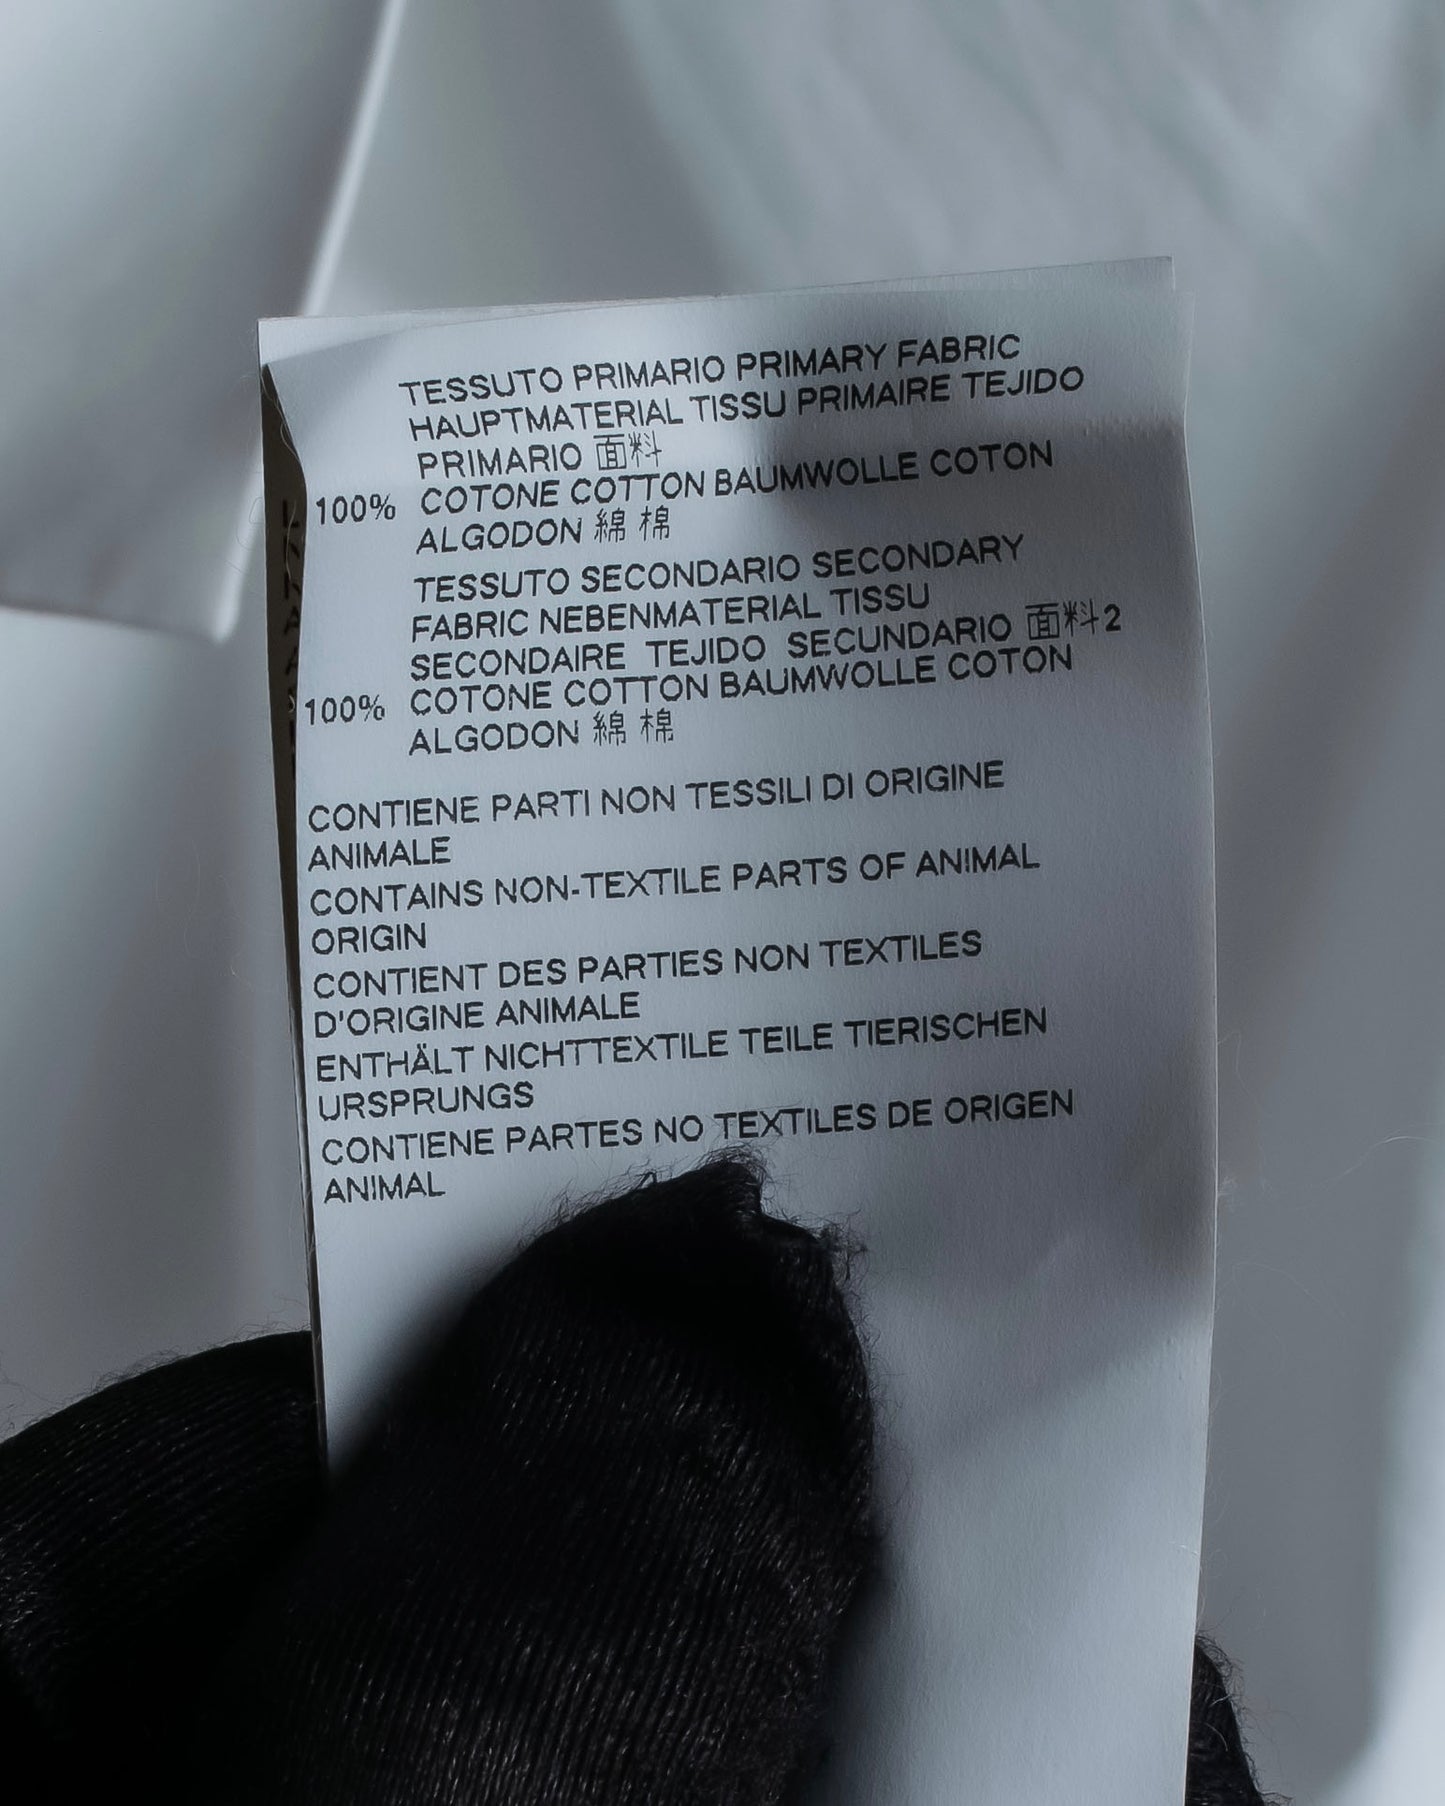 TESSUTO PRIMARIO PRIMARY FABRIC
HAUPTMATERIAL TISSU PRIMAIRE TEJIDO
PRIMARIO 面料
100% COTONE COTTON BAUMWOLLE COTON
ALGODON 綿 棉
TESSUTO SECONDARIO SECONDARY
FABRIC NEBENMATERIAL TISSU
SECONDAIRE TEJIDO SECUNDARIO 面料2
100% COTONE COTTON BAUMWOLLE COTON
ALGODON 綿 棉
CONTIENE PARTI NON TESSILI DI ORIGINE
ANIMALE
CONTAINS NON-TEXTILE PARTS OF ANIMAL
ORIGIN
CONTIENT DES PARTIES NON TEXTILES
D'ORIGINE ANIMALE
ENTHÄLT NICHTTEXTILE TEILE TIERISCHEN
URSPRUNGS
CONTIENE PARTES NO TEXTILES DE ORIGEN
ANIMAL